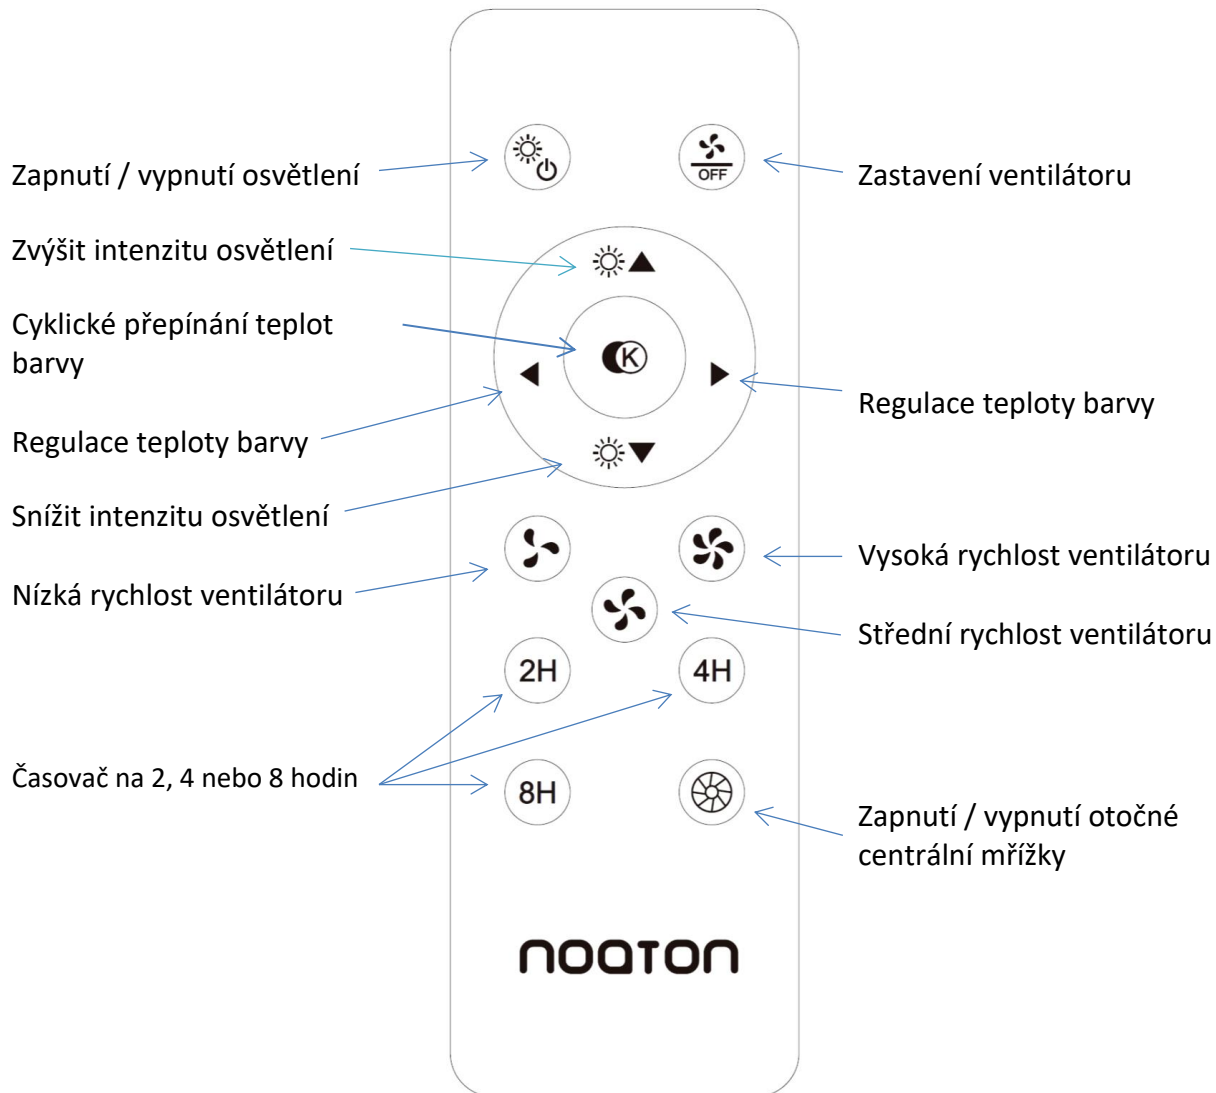 OFF
Zapnutí / vypnutí osvětlení
Zastavení ventilátoru
Zvýšit intenzitu osvětlení
Cyklické přepínání teplot
barvy
K
Regulace teploty barvy
Regulace teploty barvy
Snížit intenzitu osvětlení
Vysoká rychlost ventilátoru
Nízká rychlost ventilátoru
Střední rychlost ventilátoru
2H
4H
Časovač na 2, 4 nebo 8 hodin
8H
Zapnutí / vypnutí otočné
centrální mřížky
noaton